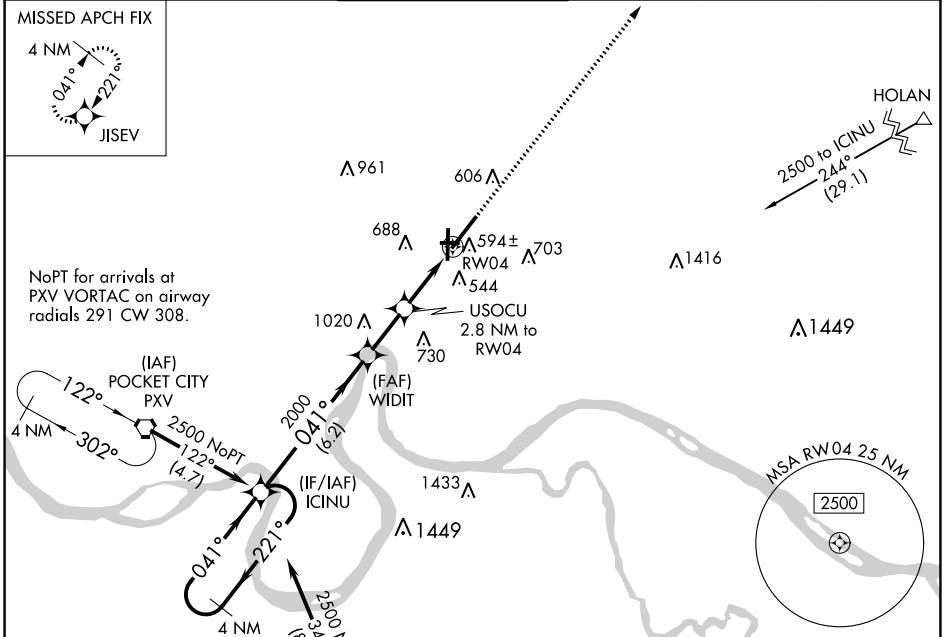 MISSED APCH FIX
4 NM
041°
221°
JISEV
HOLAN
2500 to ICINU
244°
(29.1)
961
606
688
594±
RW04
703
544
1416
NoPT for arrivals at
PXV VORTAC on airway
radials 291 CW 308.
USOCU
2.8 NM to
RW04
1020
730
1449
(FAF)
WIDIT
(IAF)
POCKET CITY
PXV
122°
302°
4 NM
2500 NoPT
122°
(4.7)
2000
041°
(6.2)
(IF/IAF)
ICINU
1433
1449
MSA RW04 25 NM
2500
041°
221°
4 NM
2500